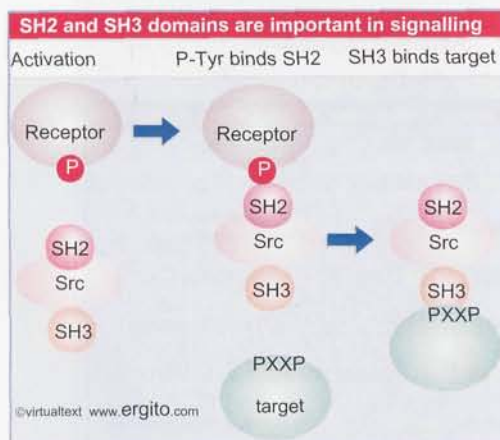 SH2 and SH3 domains are important in signalling
Activation
P-Tyr binds SH2
SH3 binds target
Receptor
P
SH2
Src
SH3
Receptor
P
SH2
Src
SH3
PXXP
target
SH2
Src
SH3
PXXP
©virtualtext www.ergito.com